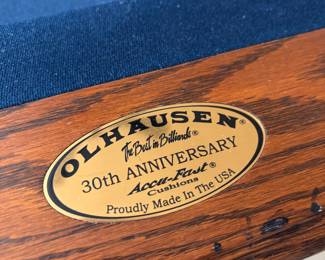 OLHAUSEN®
The Best in Billiards®
30th ANNIVERSARY
Accu-Fast®
Cushions
Proudly Made In The USA